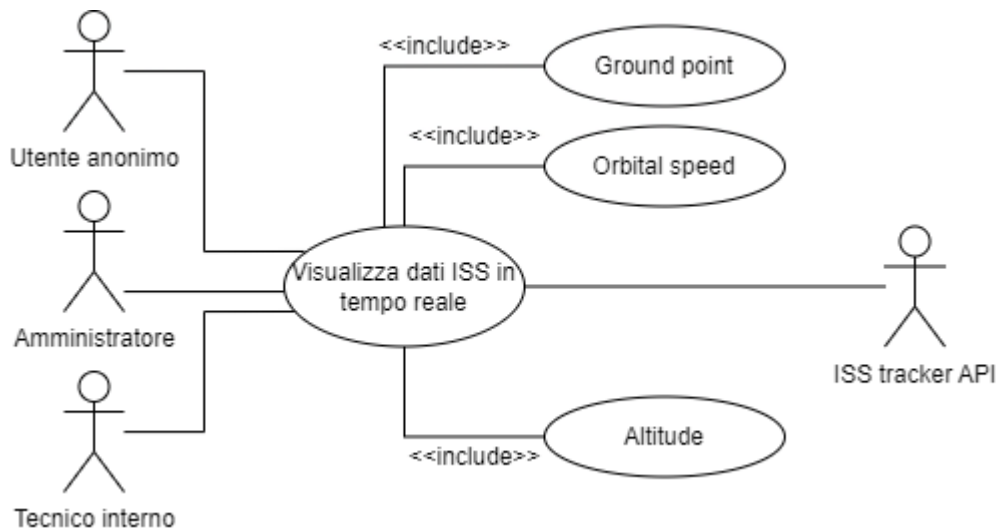 <<include>>
Ground point
Utente anonimo
<<include>>
Orbital speed
Amministratore
Visualizza dati ISS in
tempo reale
ISS tracker API
Tecnico interno
<<include>>
Altitude